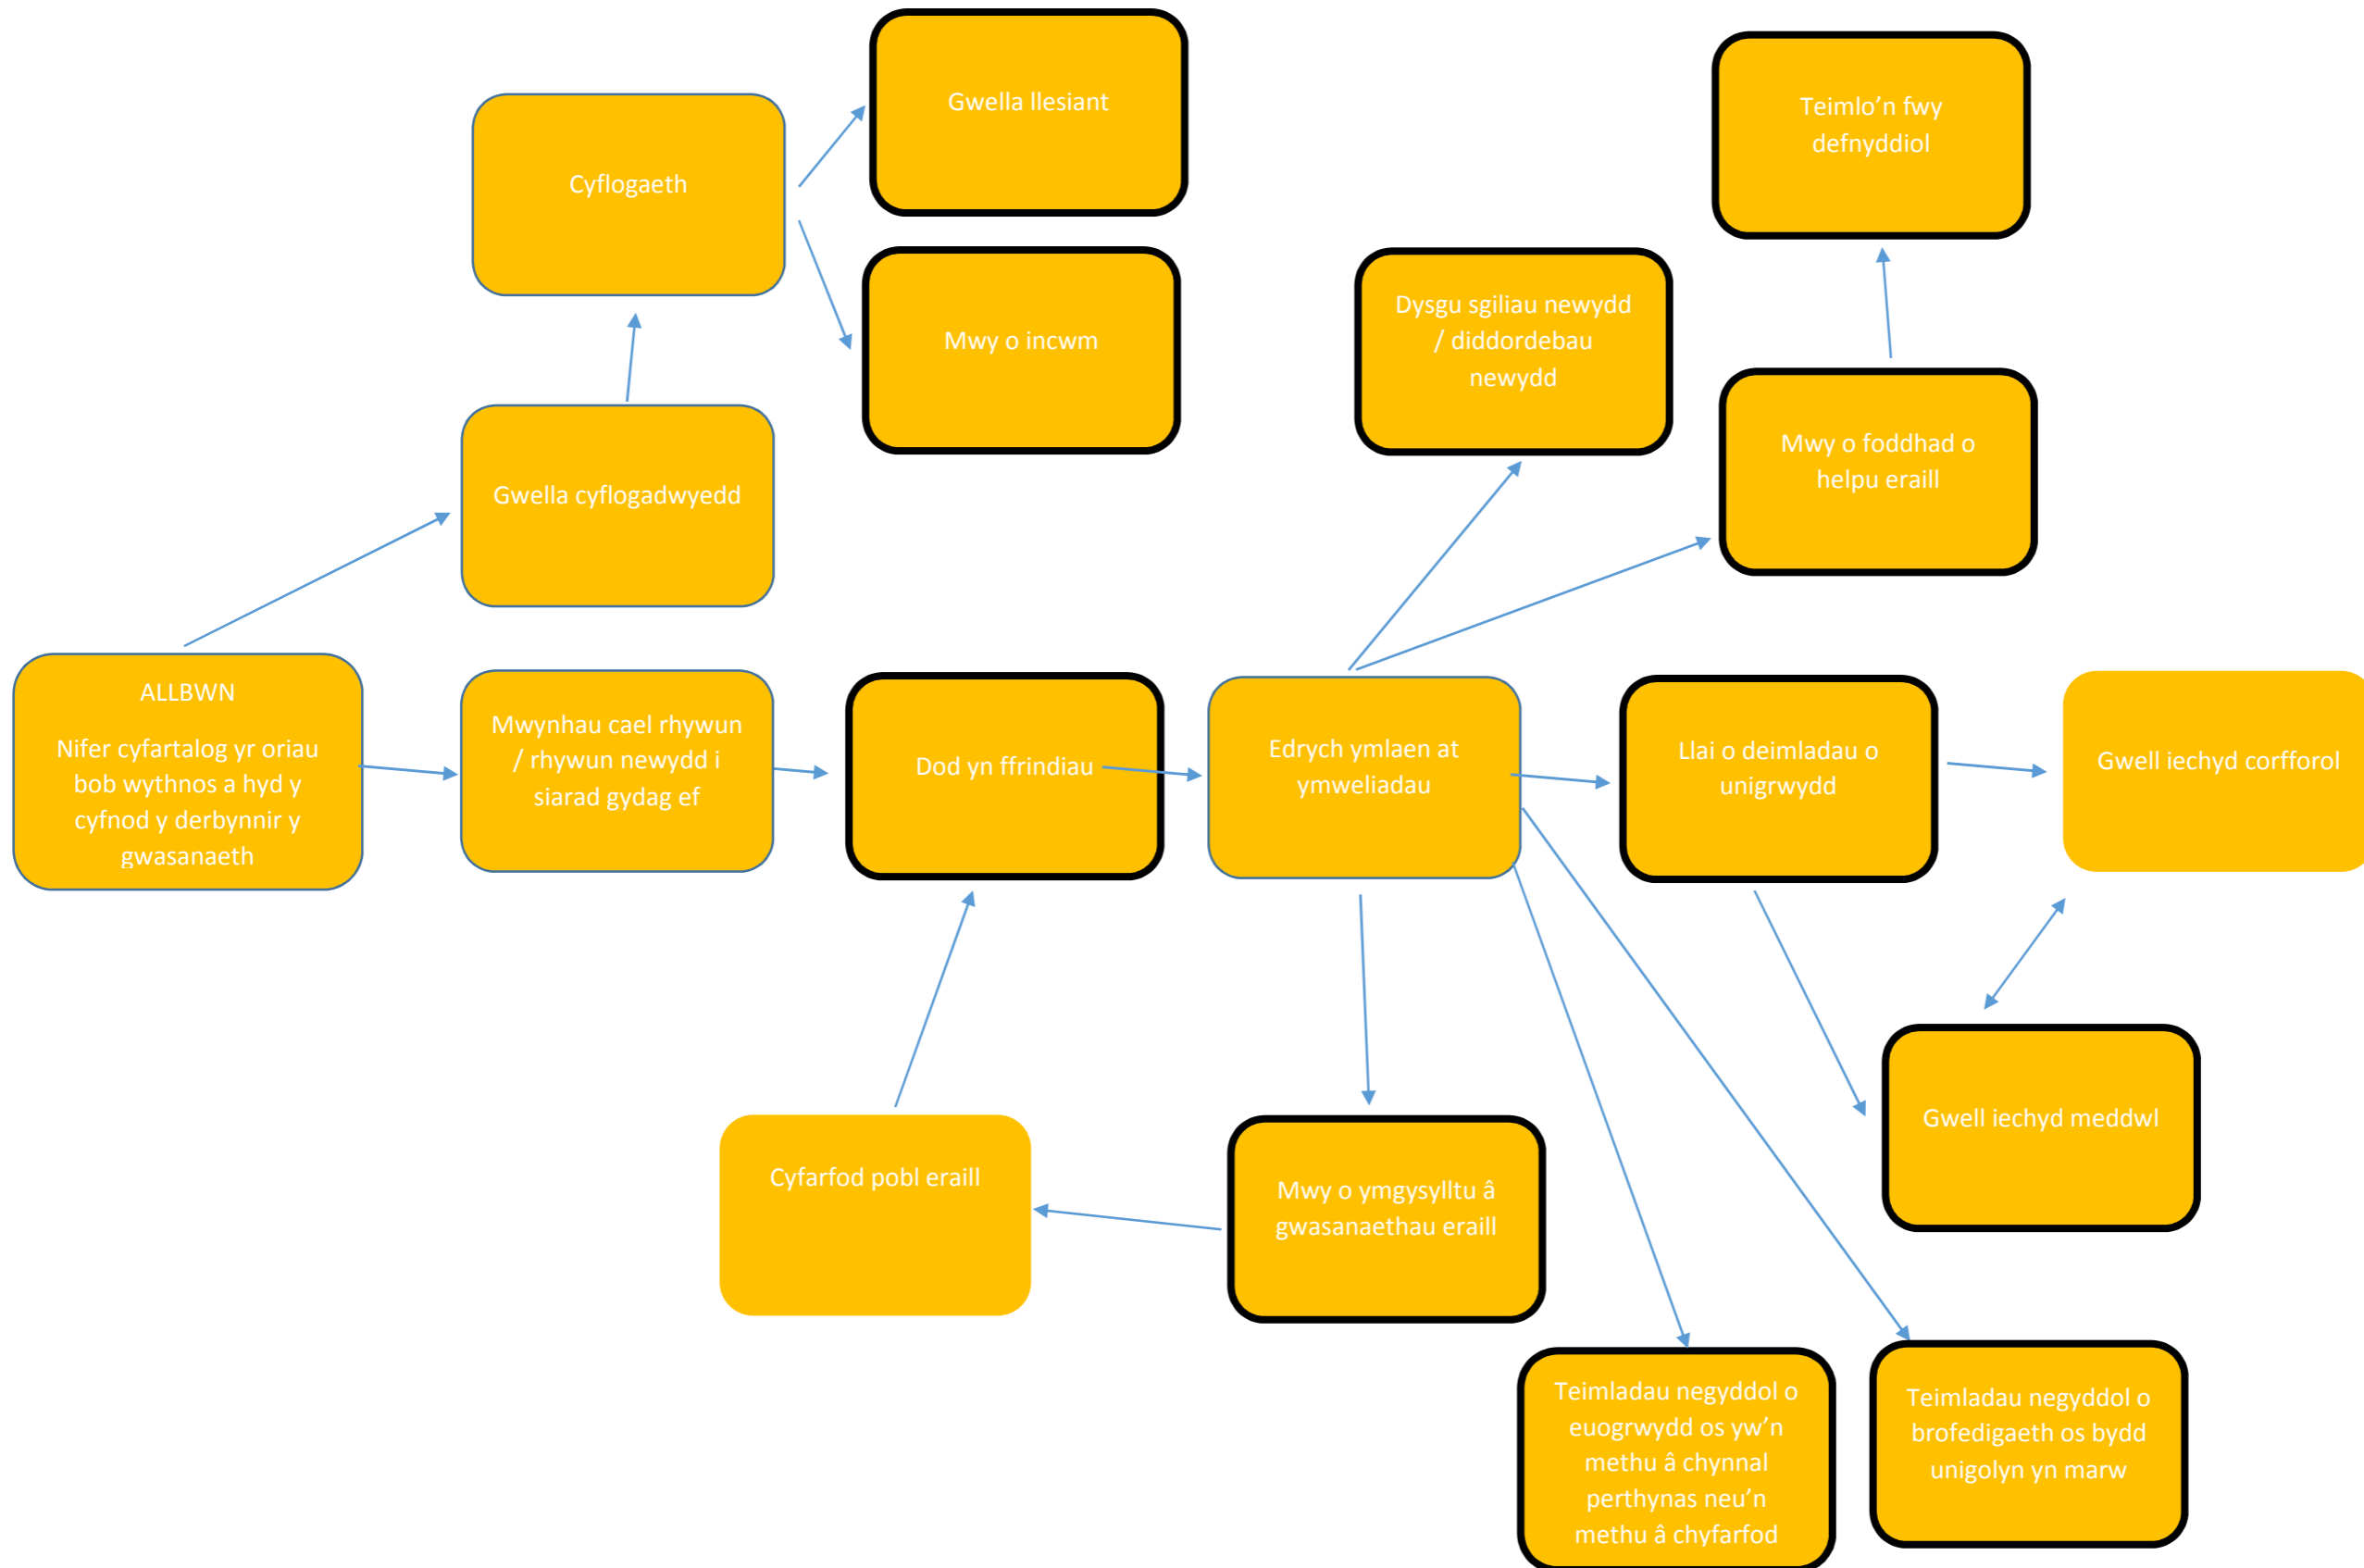 Gwella llesiant
Teimlo'n fwy
defnyddiol
Cyflogaeth
Mwy o incwm
Dysgu sgiliau newydd
/ diddordebau
newydd
Mwy o foddhad o
helpu eraill
Gwella cyflogadwyedd
ALLBWN
Nifer cyfartalog yr oriau
bob wythnos a hyd y
cyfnod y derbynnir y
gwasanaeth
Mwynhau cael rhywun
/ rhywun newydd i
siarad gydag ef
Dod yn ffrindiau
Edrych ymlaen at
ymweliadau
Llai o deimladau o
unigrwydd
Gwell iechyd corfforol
Gwell iechyd meddwl
Cyfarfod pobl eraill
Mwy o ymgysylltu â
gwasanaethau eraill
Teimladau negyddol o
euogrwydd os yw'n
methu â chynnal
perthynas neu'n
methu â chyfarfod
Teimladau negyddol o
brofedigaeth os bydd
unigolyn yn marw